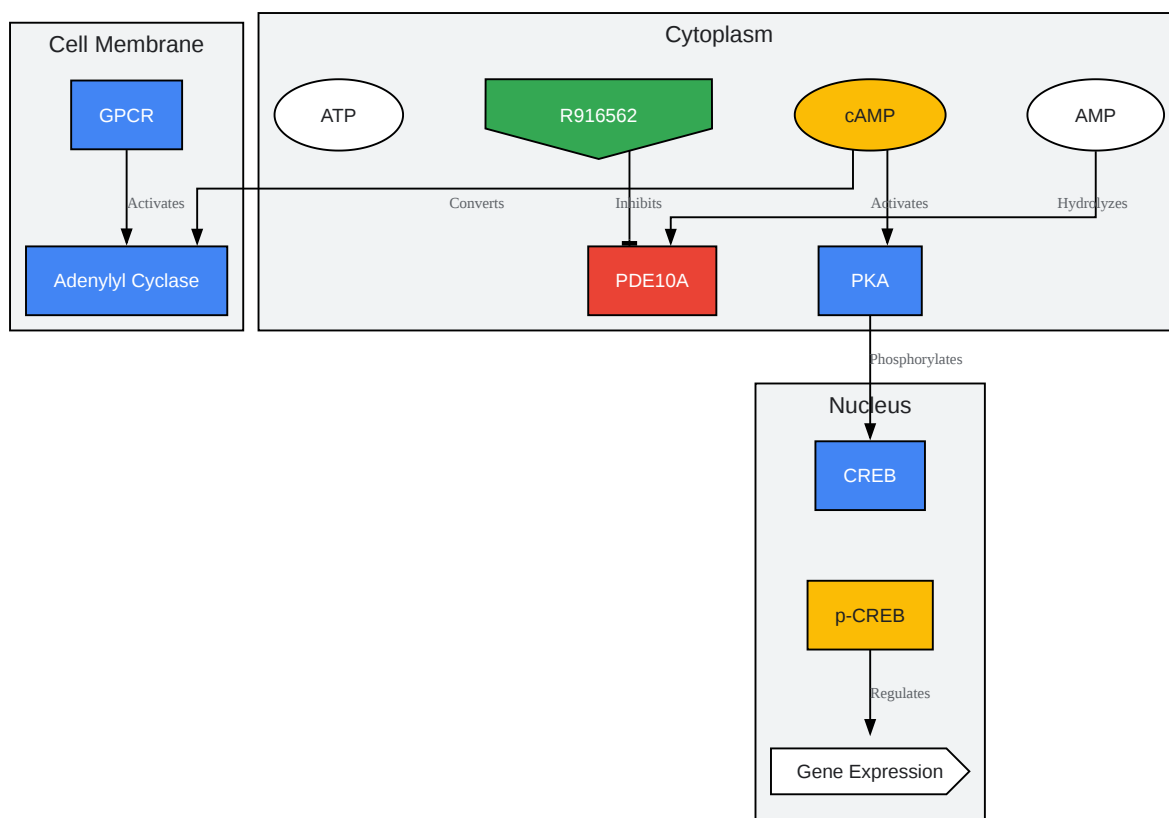 Cell Membrane
Cytoplasm
GPCR
ATP
R916562
cAMP
AMP
Activates
Converts
Inhibits
Activates
Hydrolyzes
Adenylyl Cyclase
PDE10A
PKA
Phosphorylates
Nucleus
CREB
p-CREB
Regulates
Gene Expression